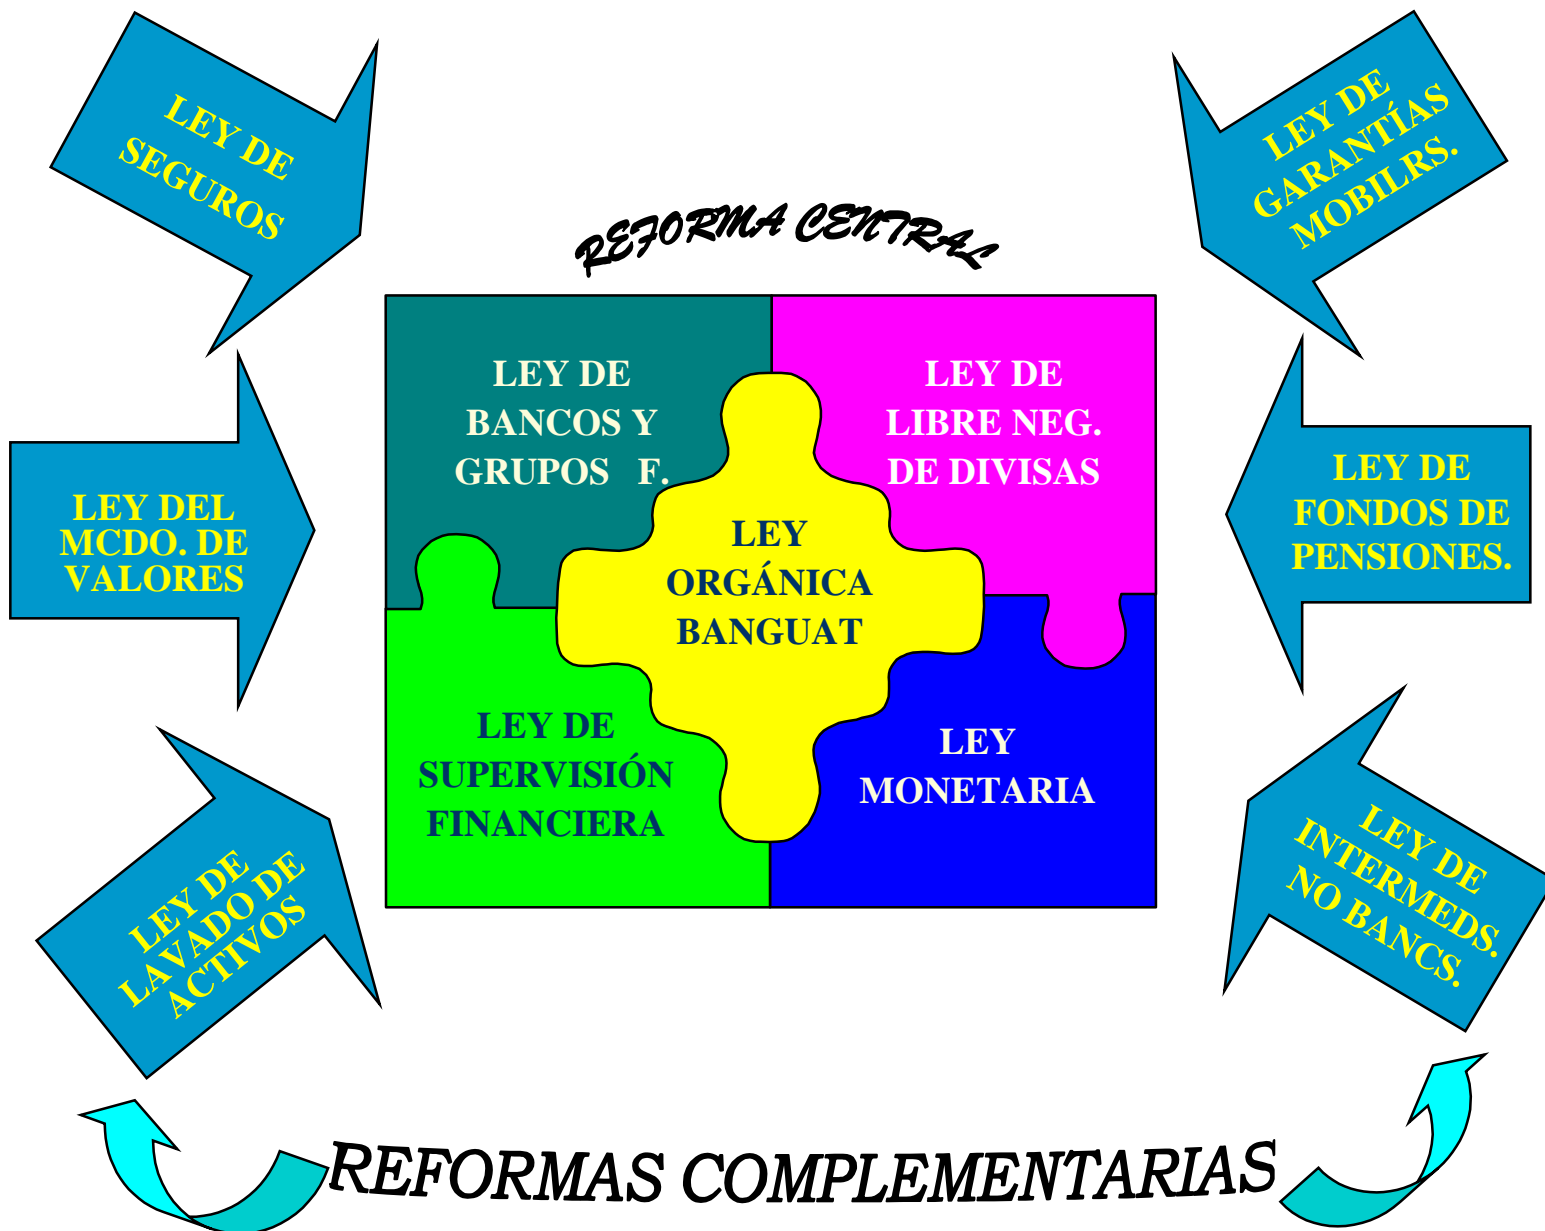 LEY DE
SEGUROS
LEY DE
GARANTÍAS
MOBILRS.
REFORMA CENTRAL
LEY DE
BANCOS Y
GRUPOS F.
LEY DE
LIBRE NEG.
DE DIVISAS
LEY DEL
MCDO. DE
VALORES
LEY
ORGÁNICA
BANGUAT
LEY DE
FONDOS DE
PENSIONES.
LEY DE
SUPERVISIÓN
FINANCIERA
LEY
MONETARIA
LEY DE
LAVADO DE
ACTIVOS
LEY DE
INTERMEDS.
NO BANCS.
REFORMAS COMPLEMENTARIAS